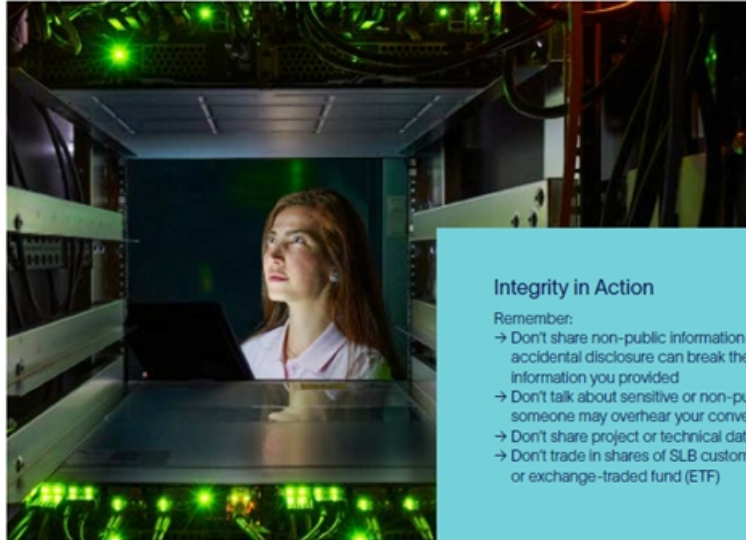 Integrity in Action
Remember:
→ Don't share non-public information
accidental disclosure can break the
information you provided
→ Don't talk about sensitive or non-pu
someone may overhear your conve
→ Don't share project or technical dat
→ Don't trade in shares of SLB custom
or exchange-traded fund (ETF)